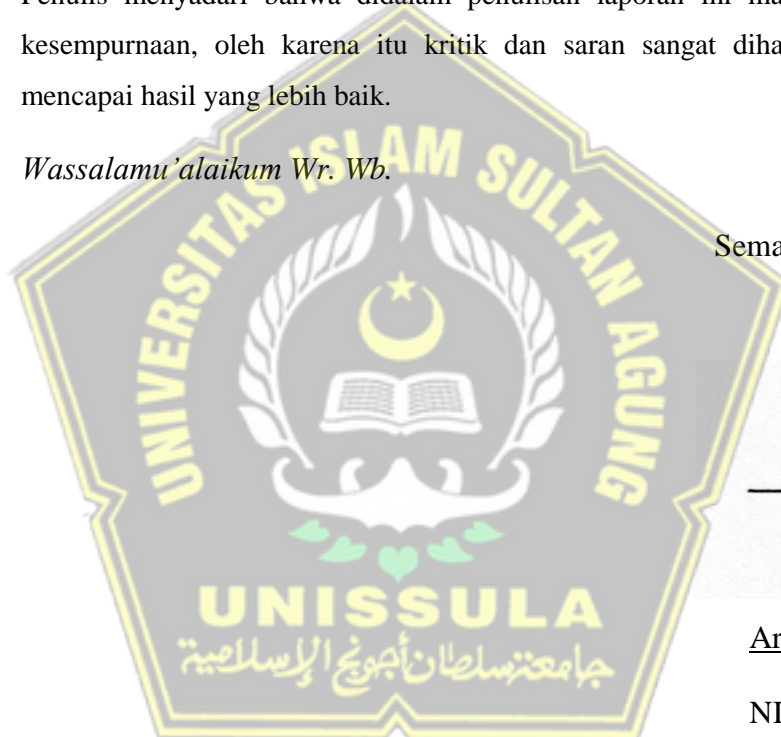 Penulis menyadari bahwa didalam penulisan laporan ini
kesempurnaan, oleh karena itu kritik dan saran sangat
mencapai hasil yang lebih baik.
Wassalamu’alaikum Wr. Wb.
UNIVERSITAS ISLAM SULTAN AGUNG
UNISSULA
جامعة سلطان أجونج الإسلامية